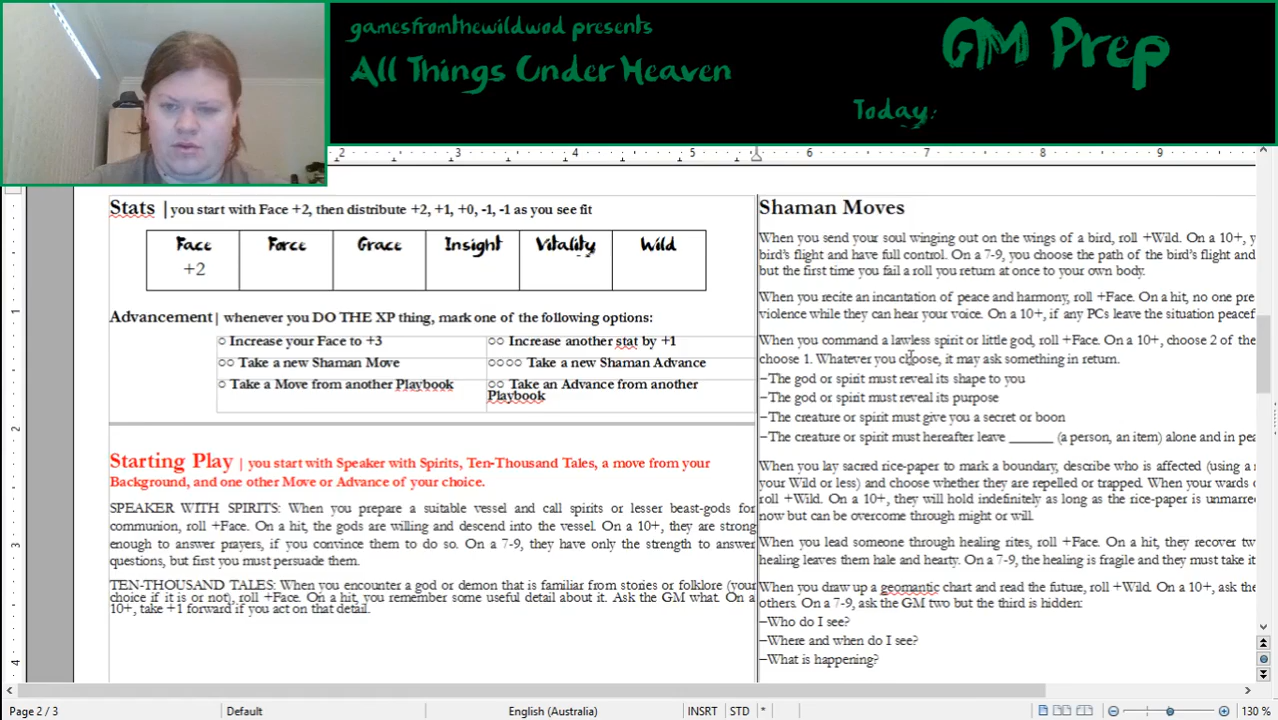 gamesfromthewildwod presents
All Things Under Heaven
GM Prep
Today:
2 3 4 5 6 7 8 9
Stats | you start with Face +2, then distribute +2, +1, +0, -1, -1 as you see fit
Face Force Grace Insight Vitality Wild
+2
Advancement | whenever you DO THE XP thing, mark one of the following options:
○ Increase your Face to +3 ○○ Increase another stat by +1
○○ Take a new Shaman Move ○○○○ Take a new Shaman Advance
○ Take a Move from another Playbook ○○ Take an Advance from another
Playbook
Starting Play | you start with Speaker with Spirits, Ten-Thousand Tales, a move from your
Background, and one other Move or Advance of your choice.
SPEAKER WITH SPIRITS: When you prepare a suitable vessel and call spirits or lesser beast-gods for
communion, roll +Face. On a hit, the gods are willing and descend into the vessel. On a 10+, they are strong
enough to answer prayers, if you convince them to do so. On a 7-9, they have only the strength to answer
questions, but first you must persuade them.
TEN-THOUSAND TALES: When you encounter a god or demon that is familiar from stories or folklore (your
choice if it is or not), roll +Face. On a hit, you remember some useful detail about it. Ask the GM what. On a
10+, take +1 forward if you act on that detail.
Shaman Moves
When you send your soul winging out on the wings of a bird, roll +Wild. On a 10+, y
bird's flight and have full control. On a 7-9, you choose the path of the bird's flight and
but the first time you fail a roll you return at once to your own body.
When you recite an incantation of peace and harmony, roll +Face. On a hit, no one pre
violence while they can hear your voice. On a 10+, if any PCs leave the situation peacef
When you command a lawless spirit or little god, roll +Face. On a 10+, choose 2 of the
choose 1. Whatever you choose, it may ask something in return.
–The god or spirit must reveal its shape to you
–The god or spirit must reveal its purpose
–The creature or spirit must give you a secret or boon
–The creature or spirit must hereafter leave ______ (a person, an item) alone and in pea
When you lay sacred rice-paper to mark a boundary, describe who is affected (using a
your Wild or less) and choose whether they are repelled or trapped. When your wards
roll +Wild. On a 10+, they will hold indefinitely as long as the rice-paper is unmarre
now but can be overcome through might or will.
When you lead someone through healing rites, roll +Face. On a hit, they recover tw
healing leaves them hale and hearty. On a 7-9, the healing is fragile and they must take it
When you draw up a geomantic chart and read the future, roll +Wild. On a 10+, ask the
others. On a 7-9, ask the GM two but the third is hidden:
–Who do I see?
–Where and when do I see?
–What is happening?
1
2
3
4
Page 2 / 3 Default English (Australia) INSRT STD * 130 %